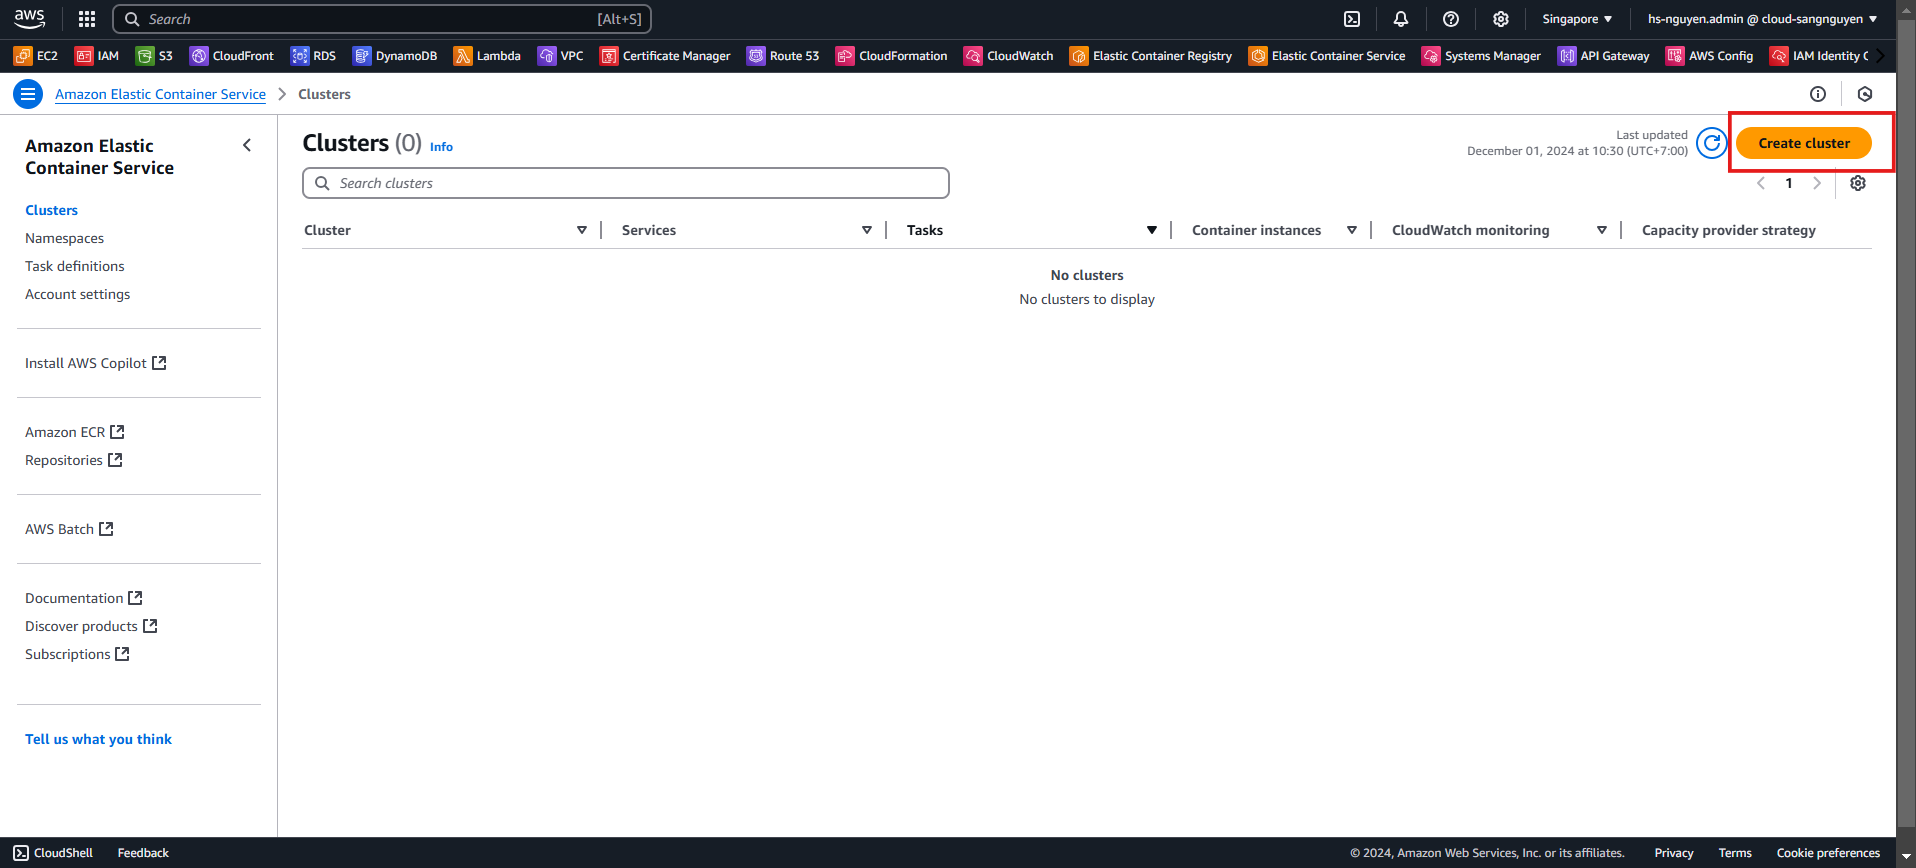 aws
Search [Alt+S]
Singapore
hs-nguyen.admin @ cloud-sangnguyen
EC2 IAM S3 CloudFront RDS DynamoDB Lambda VPC Certificate Manager Route 53 CloudFormation CloudWatch Elastic Container Registry Elastic Container Service Systems Manager API Gateway AWS Config IAM Identity C
Amazon Elastic Container Service > Clusters
Amazon Elastic
Container Service
Clusters
Namespaces
Task definitions
Account settings
Install AWS Copilot
Amazon ECR
Repositories
AWS Batch
Documentation
Discover products
Subscriptions
Tell us what you think
Clusters (0) Info
Last updated
December 01, 2024 at 10:30 (UTC+7:00)
Create cluster
Search clusters
1
Cluster Services Tasks Container instances CloudWatch monitoring Capacity provider strategy
No clusters
No clusters to display
CloudShell Feedback © 2024, Amazon Web Services, Inc. or its affiliates. Privacy Terms Cookie preferences